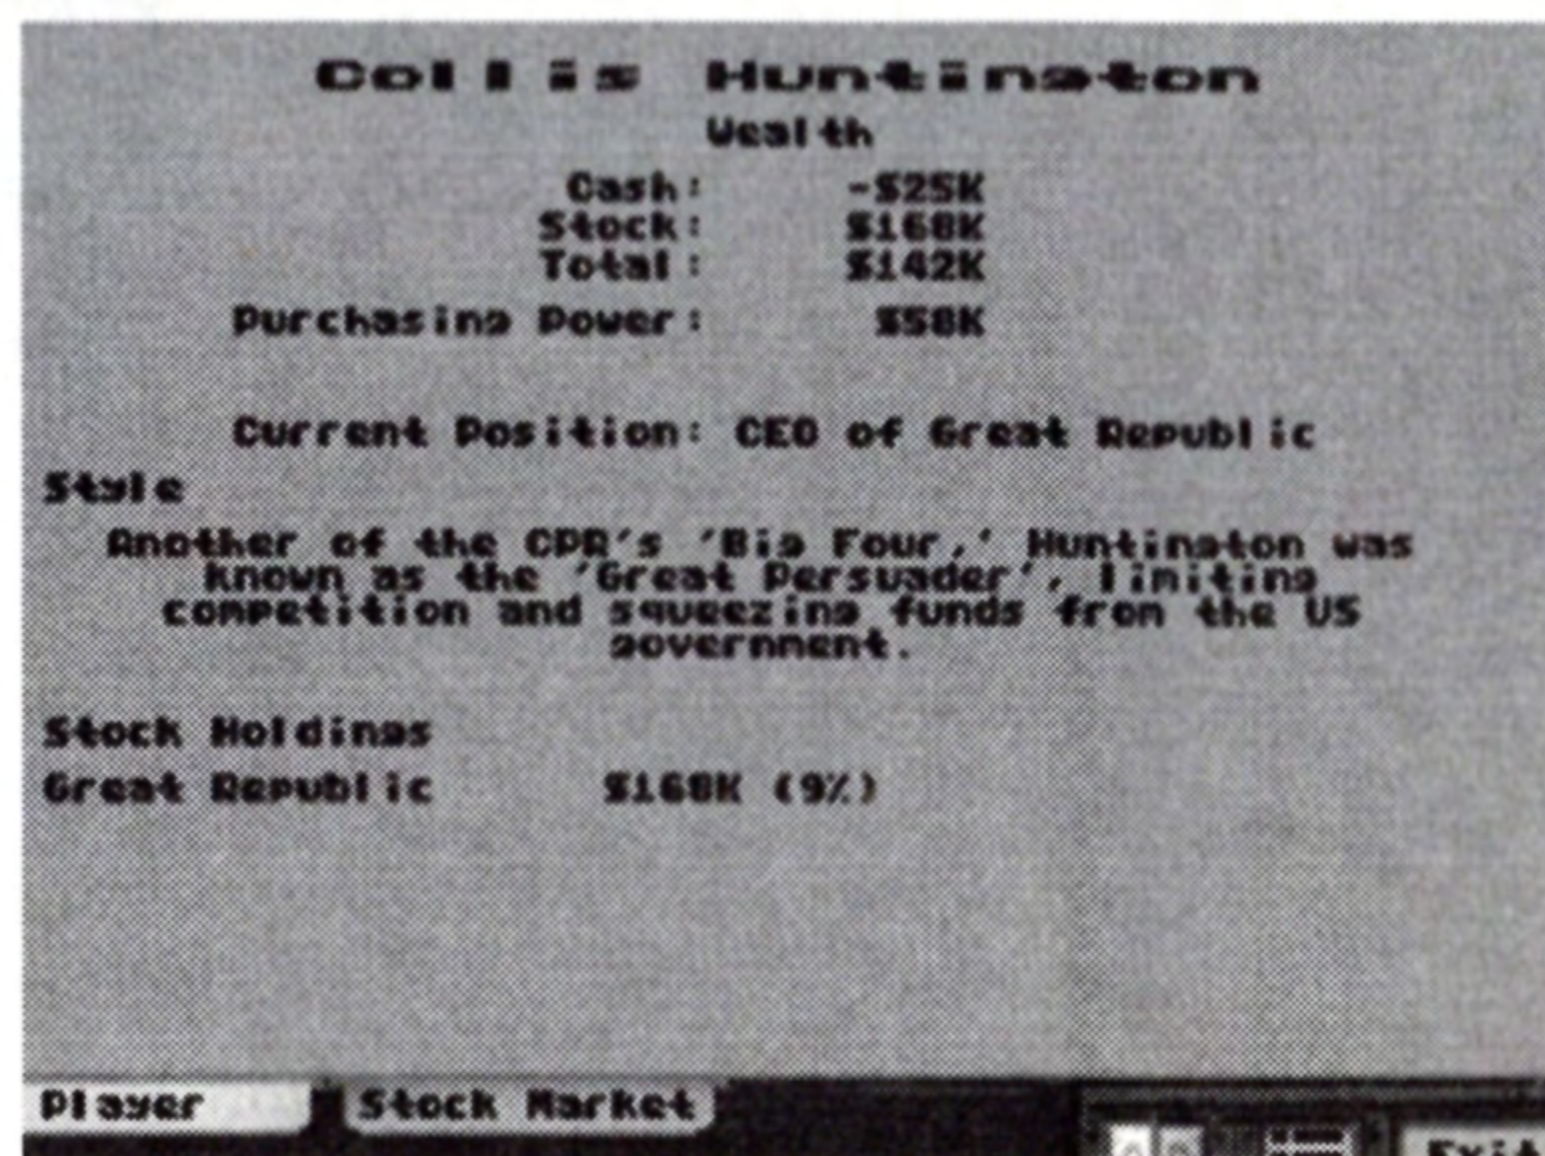 Collis Huntington
Wealth
Cash: -$25K
Stock: $168K
Total: $142K
Purchasing Power: $58K
Current Position: CEO of Great Republic
Style
Another of the CPR's 'Big Four,' Huntington was
known as the 'Great Persuader', limiting
competition and squeezing funds from the US
government.
Stock Holdings
Great Republic $168K (9%)
Player Stock Market
Exit